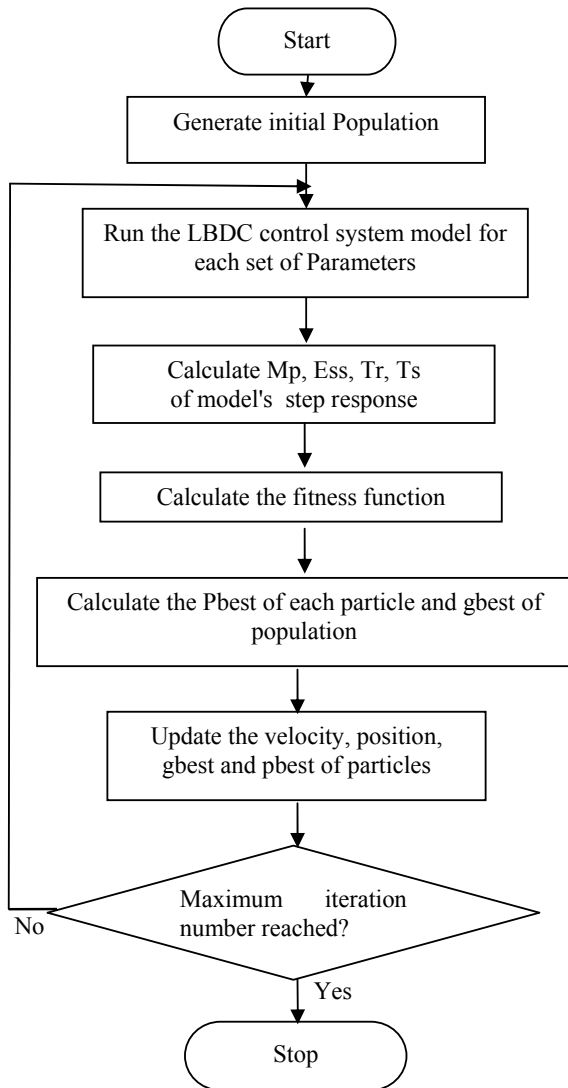 Start
Generate initial Population
Run the LBDC control system model for
each set of Parameters
Calculate Mp, Ess, Tr, Ts
of model's step response
Calculate the fitness function
Calculate the Pbest of each particle and gbest of
population
Update the velocity, position,
gbest and pbest of particles
Maximum iteration
number reached?
No
Yes
Stop